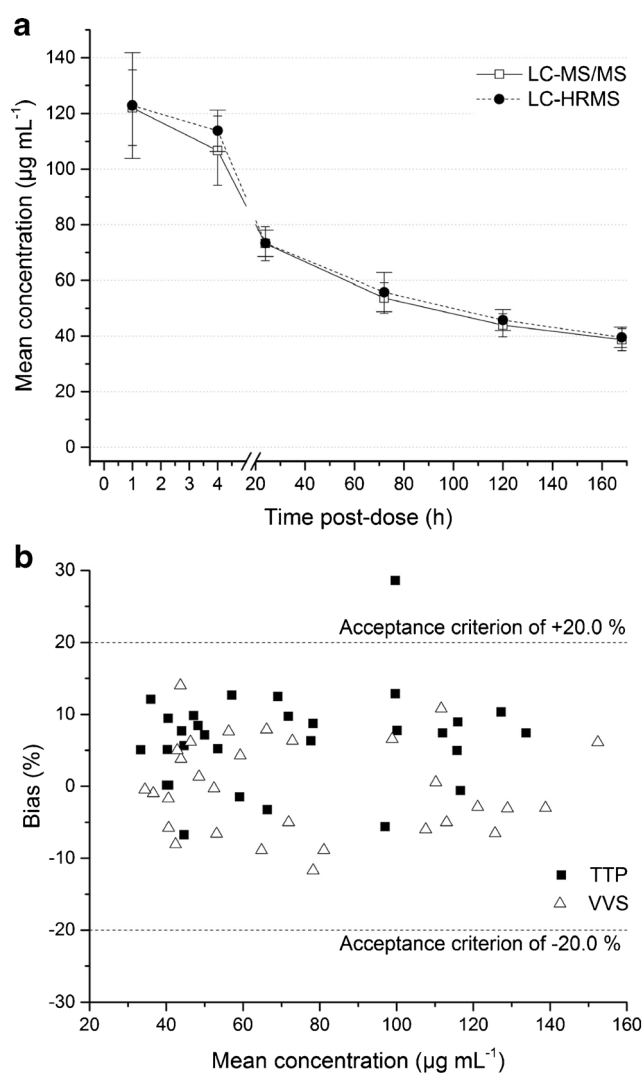 a
140
120
100
80
60
40
20
0
Mean concentration (µg mL⁻¹)
LC-MS/MS
LC-HRMS
0 1 2 3 4 20 40 60 80 100 120 140 160
Time post-dose (h)
b
30
20
10
0
-10
-20
-30
Bias (%)
Acceptance criterion of +20.0 %
TTP
VVS
Acceptance criterion of -20.0 %
20 40 60 80 100 120 140 160
Mean concentration (µg mL⁻¹)